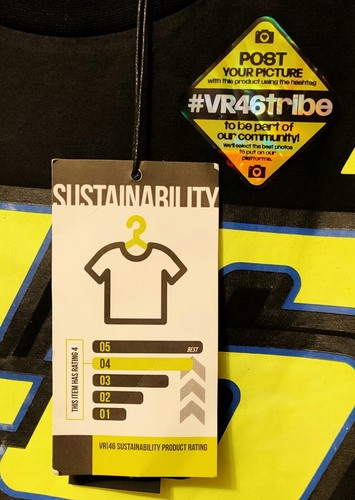 POST
YOUR PICTURE
with this product using the hashtag
#VR46tribe
to be part of
our community!
We'll select the best photos
to put on our
platforms.
SUSTAINABILITY
THIS ITEM HAS RATING 4
05 BEST
04
03
02
01
VR|46 SUSTAINABILITY PRODUCT RATING